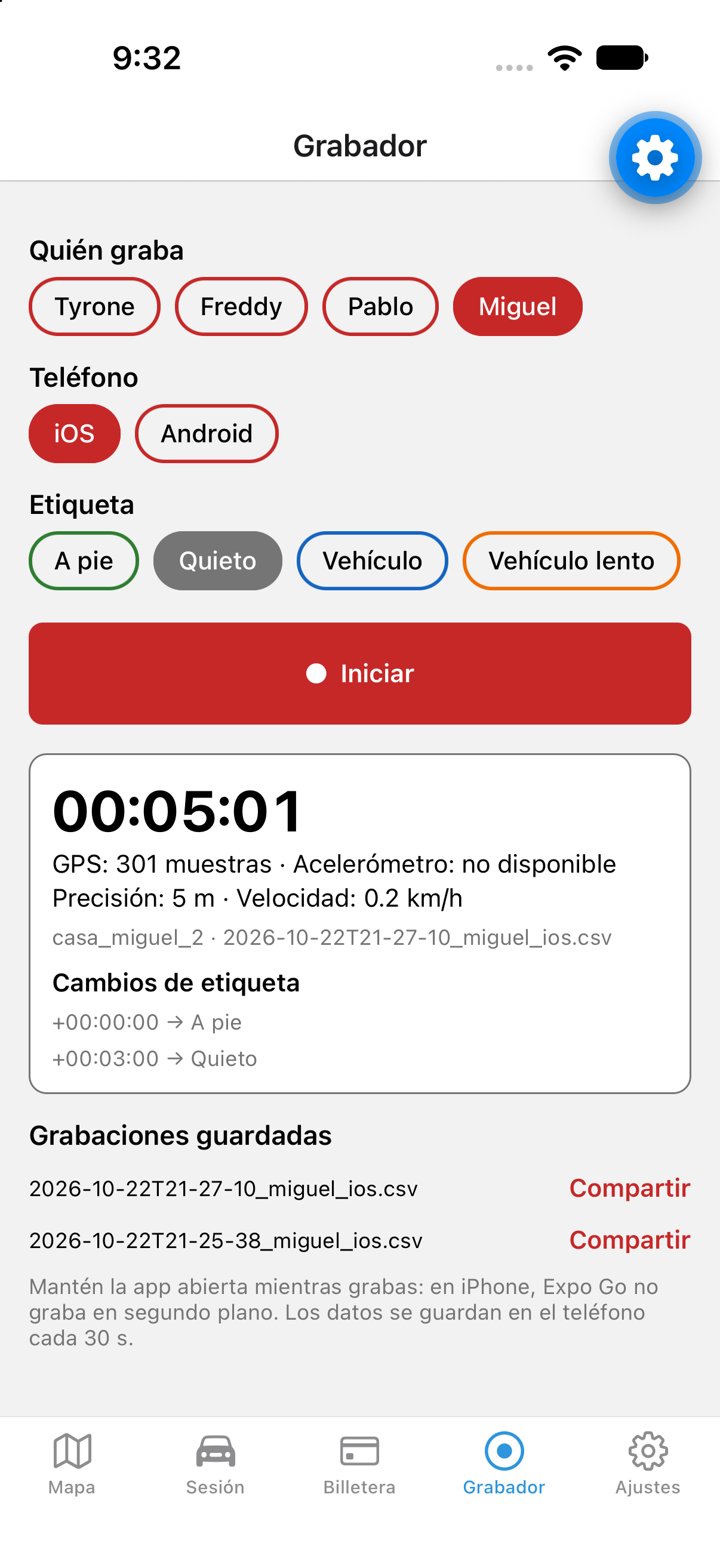 9:32
Grabador
Quién graba
Tyrone Freddy Pablo Miguel
Teléfono
iOS Android
Etiqueta
A pie Quieto Vehículo Vehículo lento
Iniciar
00:05:01
GPS: 301 muestras · Acelerómetro: no disponible
Precisión: 5 m · Velocidad: 0.2 km/h
casa_miguel_2 · 2026-10-22T21-27-10_miguel_ios.csv
Cambios de etiqueta
+00:00:00 → A pie
+00:03:00 → Quieto
Grabaciones guardadas
2026-10-22T21-27-10_miguel_ios.csv Compartir
2026-10-22T21-25-38_miguel_ios.csv Compartir
Mantén la app abierta mientras grabas: en iPhone, Expo Go no
graba en segundo plano. Los datos se guardan en el teléfono
cada 30 s.
Mapa Sesión Billetera Grabador Ajustes